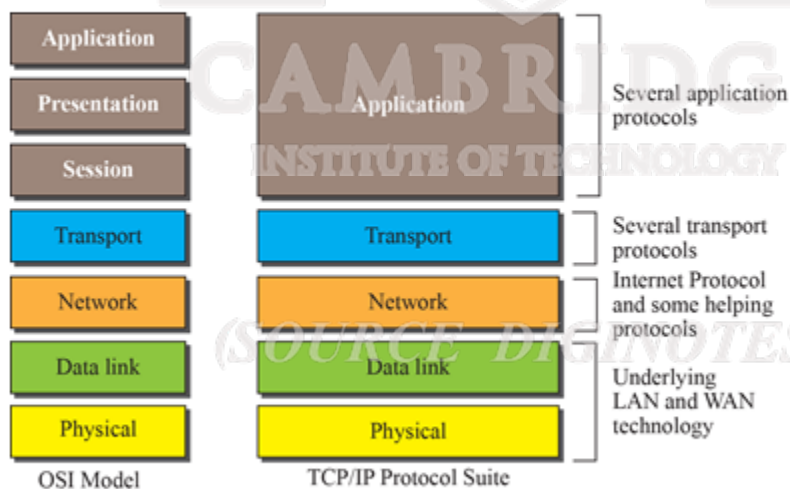 Application
Presentation
Session
Transport
Network
Data link
Physical
OSI Model
Application
Transport
Network
Data link
Physical
TCP/IP Protocol Suite
Several application
protocols
Several transport
protocols
Internet Protocol
and some helping
protocols
Underlying
LAN and WAN
technology
CAMBRIDG
INSTITUTE OF TECHNOLOGY
(SOURCE DIGINOTES